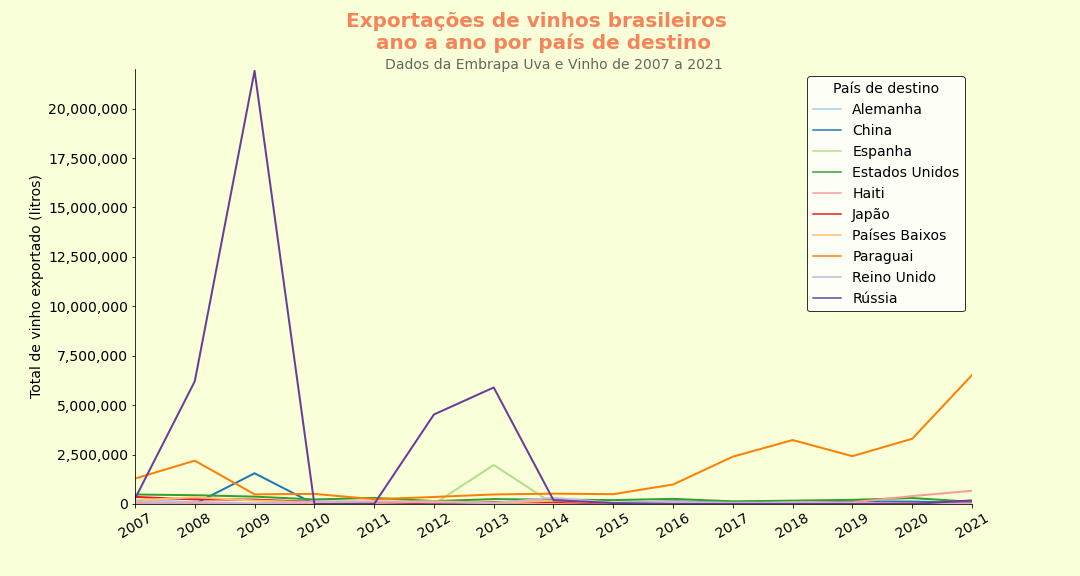 Exportações de vinhos brasileiros
ano a ano por país de destino
Dados da Embrapa Uva e Vinho de 2007 a 2021
Total de vinho exportado (litros)
20,000,000
17,500,000
15,000,000
12,500,000
10,000,000
7,500,000
5,000,000
2,500,000
0
2007 2008 2009 2010 2011 2012 2013 2014 2015 2016 2017 2018 2019 2020 2021
País de destino
Alemanha
China
Espanha
Estados Unidos
Haiti
Japão
Países Baixos
Paraguai
Reino Unido
Rússia